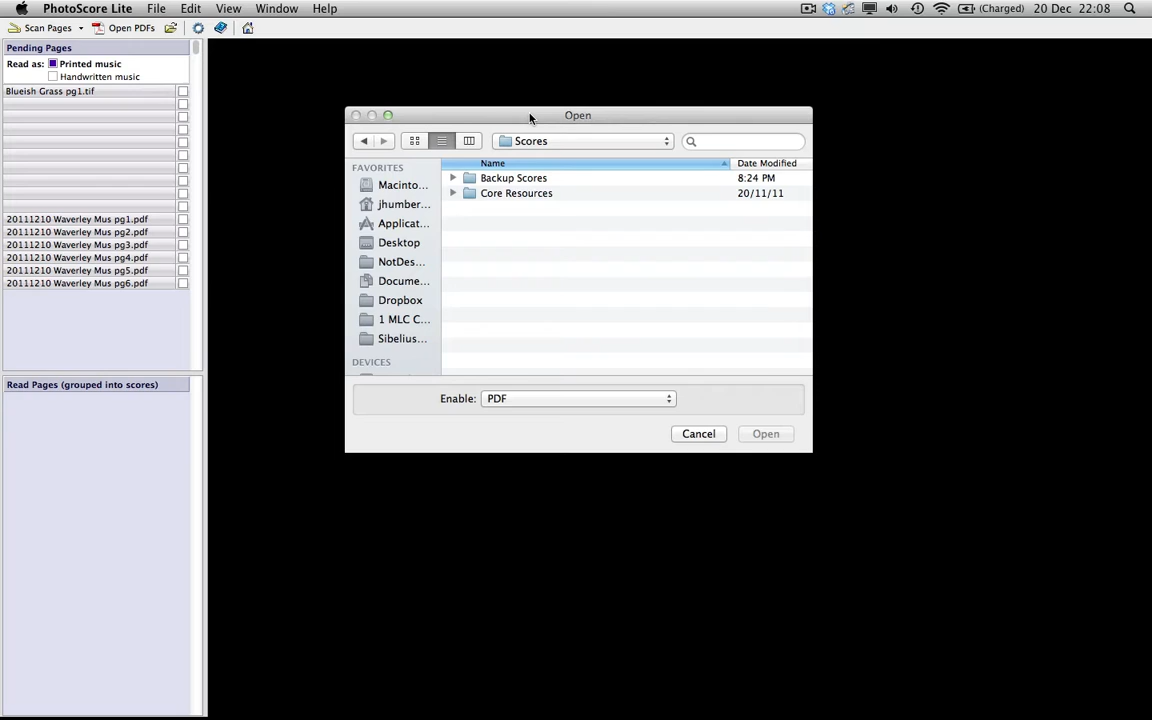 PhotoScore Lite File Edit View Window Help (Charged) 20 Dec 22:08
Scan Pages Open PDFs
Pending Pages
Read as: Printed music
Handwritten music
Blueish Grass pg1.tif
20111210 Waverley Mus pg1.pdf
20111210 Waverley Mus pg2.pdf
20111210 Waverley Mus pg3.pdf
20111210 Waverley Mus pg4.pdf
20111210 Waverley Mus pg5.pdf
20111210 Waverley Mus pg6.pdf
Read Pages (grouped into scores)
Open
Scores
FAVORITES
Macinto...
jhumber...
Applicat...
Desktop
NotDes...
Docume...
Dropbox
1 MLC C...
Sibelius...
DEVICES
Name Date Modified
Backup Scores 8:24 PM
Core Resources 20/11/11
Enable: PDF
Cancel Open